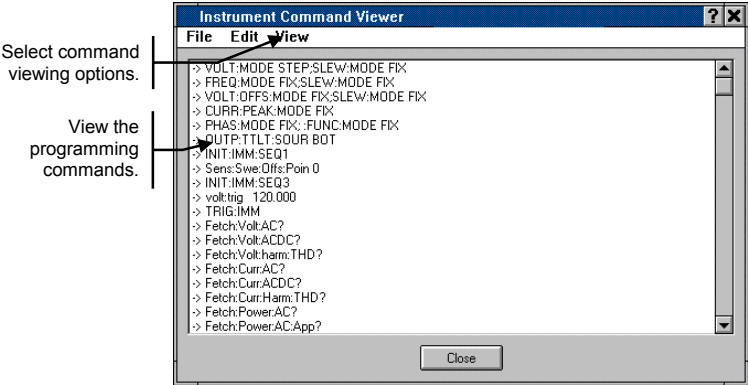 Instrument Command Viewer
File Edit View
Select command
viewing options.
View the
programming
commands.
-> VOLT:MODE STEP;SLEW:MODE FIX
-> FREQ:MODE FIX;SLEW:MODE FIX
-> VOLT:OFFS:MODE FIX;SLEW:MODE FIX
-> CURR:PEAK:MODE FIX
-> PHAS:MODE FIX; :FUNC:MODE FIX
-> OUTP:TTLT:SOUR BOT
-> INIT:IMM:SEQ1
-> Sens:Swe:Offs:Poin 0
-> INIT:IMM:SEQ3
-> volt:trig 120.000
-> TRIG:IMM
-> Fetch:Volt:AC?
-> Fetch:Volt:ACDC?
-> Fetch:Volt:harm:THD?
-> Fetch:Curr:AC?
-> Fetch:Curr:ACDC?
-> Fetch:Curr:Harm:THD?
-> Fetch:Power:AC?
-> Fetch:Power:AC:App?
Close